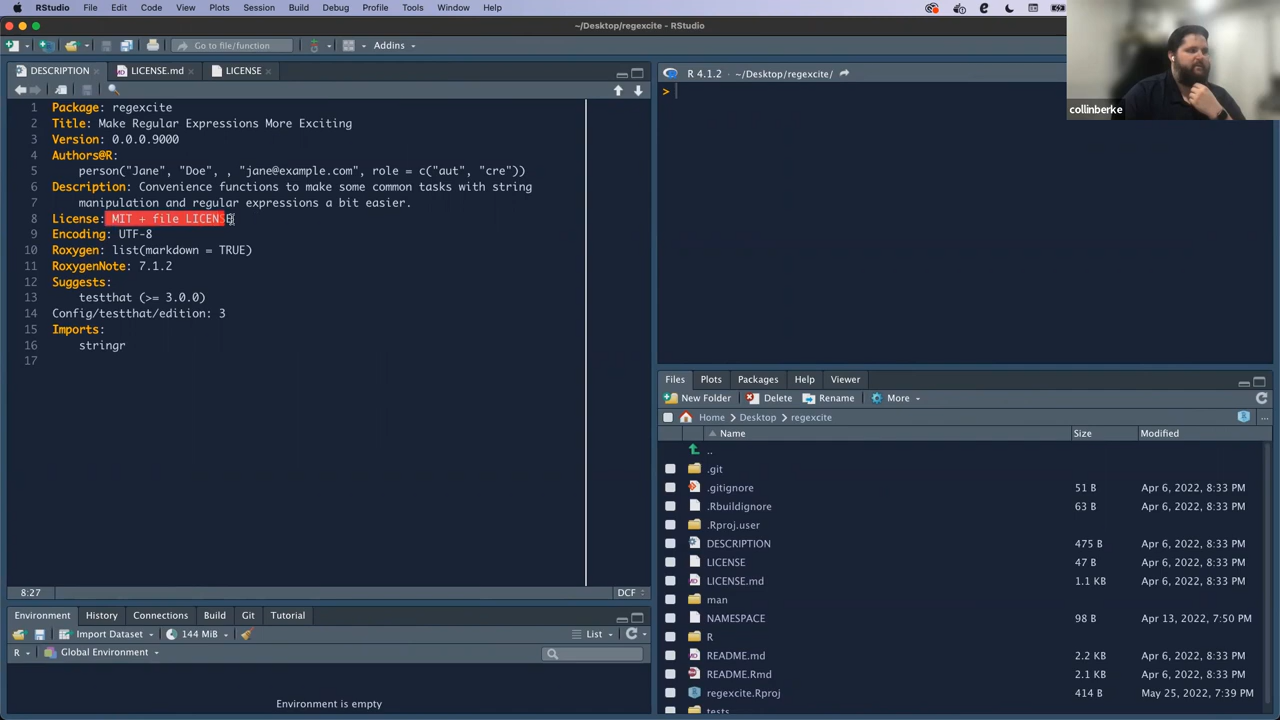 RStudio File Edit Code View Plots Session Build Debug Profile Tools Window Help
~/Desktop/regexcite - RStudio
Go to file/function Addins
DESCRIPTION LICENSE.md LICENSE
1 Package: regexcite
2 Title: Make Regular Expressions More Exciting
3 Version: 0.0.0.9000
4 Authors@R:
5 person("Jane", "Doe", , "jane@example.com", role = c("aut", "cre"))
6 Description: Convenience functions to make some common tasks with string
7 manipulation and regular expressions a bit easier.
8 License: MIT + file LICENSE
9 Encoding: UTF-8
10 Roxygen: list(markdown = TRUE)
11 RoxygenNote: 7.1.2
12 Suggests:
13 testthat (>= 3.0.0)
14 Config/testthat/edition: 3
15 Imports:
16 stringr
17
8:27 DCF
Environment History Connections Build Git Tutorial
Import Dataset 144 MiB List
R Global Environment
Environment is empty
R 4.1.2 · ~/Desktop/regexcite/
>
collinberke
Files Plots Packages Help Viewer
New Folder Delete Rename More
Home Desktop regexcite
Name Size Modified
..
.git
.gitignore 51 B Apr 6, 2022, 8:33 PM
.Rbuildignore 63 B Apr 6, 2022, 8:33 PM
.Rproj.user
DESCRIPTION 475 B Apr 6, 2022, 8:33 PM
LICENSE 47 B Apr 6, 2022, 8:33 PM
LICENSE.md 1.1 KB Apr 6, 2022, 8:33 PM
man
NAMESPACE 98 B Apr 13, 2022, 7:50 PM
R
README.md 2.2 KB Apr 6, 2022, 8:33 PM
README.Rmd 2.1 KB Apr 6, 2022, 8:33 PM
regexcite.Rproj 414 B May 25, 2022, 7:39 PM
tests